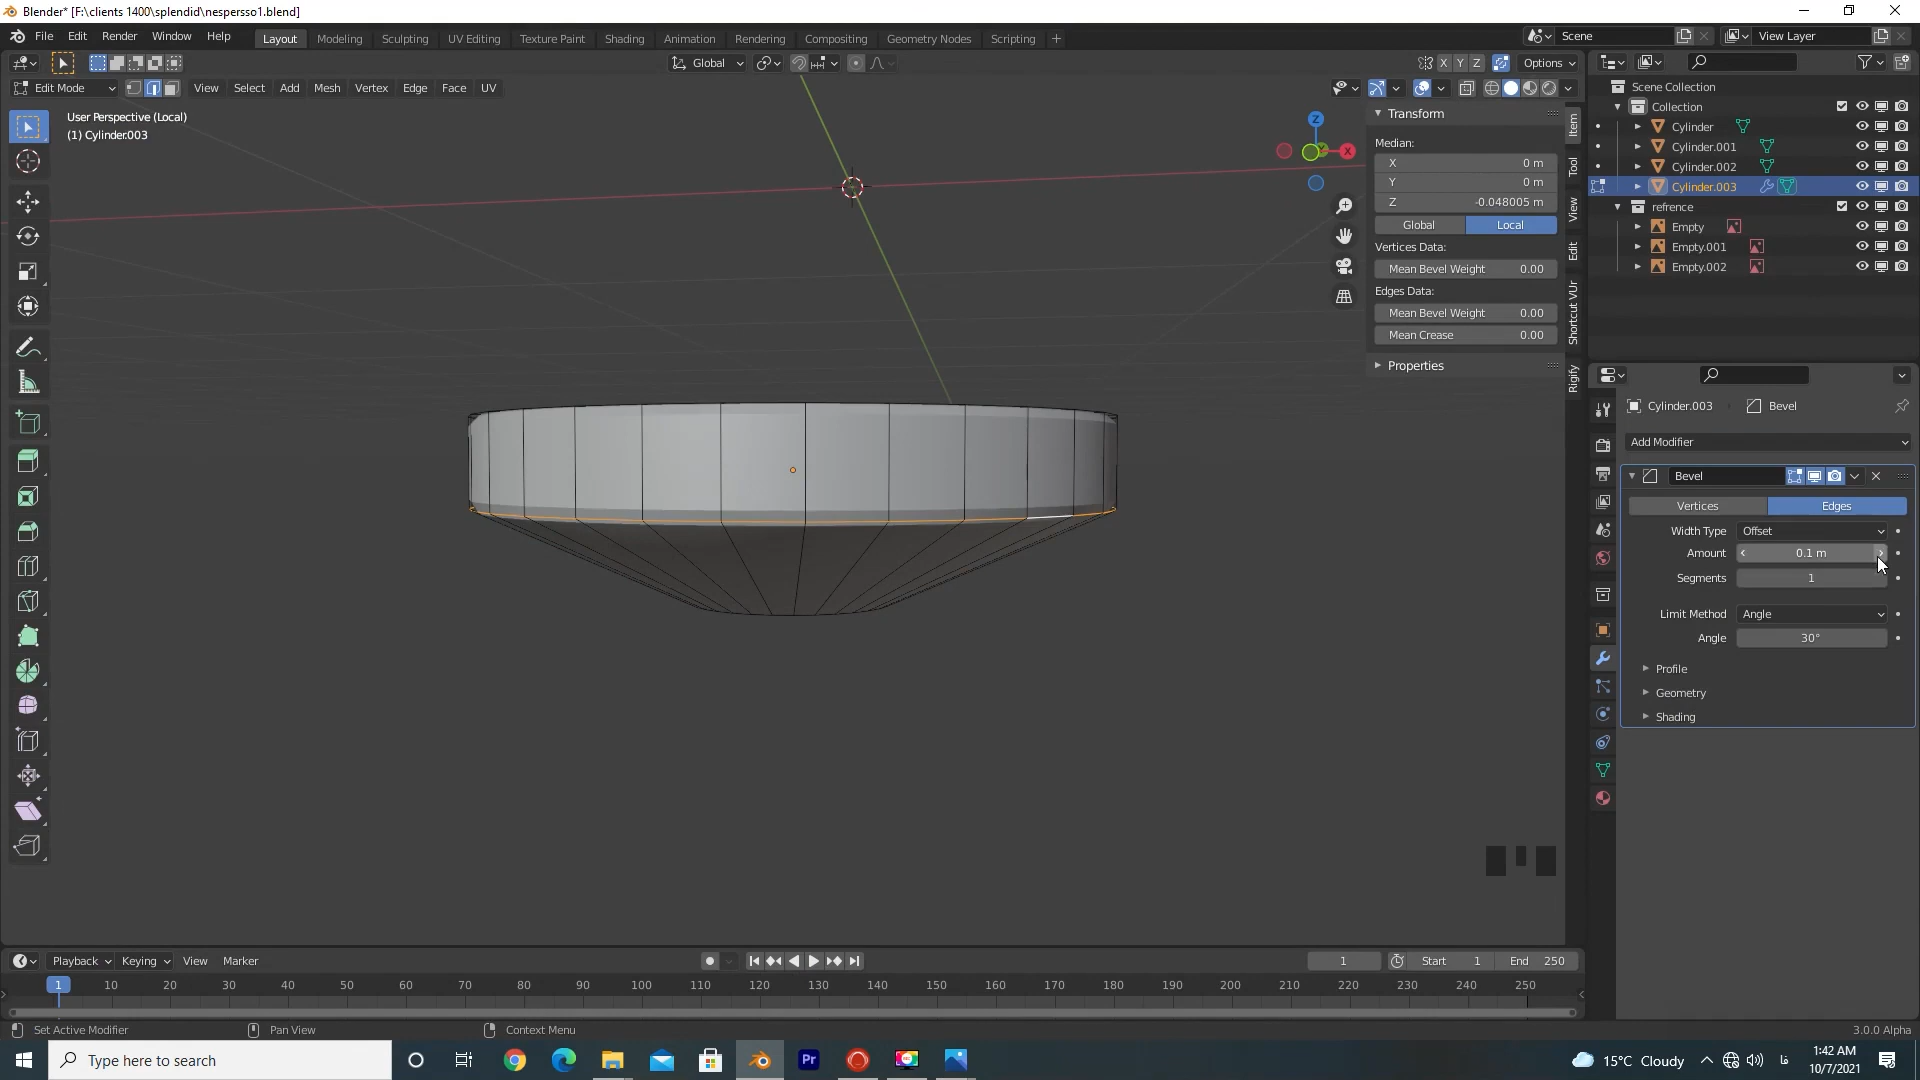 Blender* [F:\clients 1400\splendid\nespersso1.blend]
File Edit Render Window Help Layout Modeling Sculpting UV Editing Texture Paint Shading Animation Rendering Compositing Geometry Nodes Scripting + Scene View Layer
Global X Y Z Options
Edit Mode View Select Add Mesh Vertex Edge Face UV
User Perspective (Local)
(1) Cylinder.003
Z
X
Transform
Median:
X 0 m
Y 0 m
Z -0.048005 m
Global Local
Vertices Data:
Mean Bevel Weight 0.00
Edges Data:
Mean Bevel Weight 0.00
Mean Crease 0.00
Properties
Item
Tool
View
Edit
Shortcut VUr
Rigify
Scene Collection
Collection
Cylinder
Cylinder.001
Cylinder.002
Cylinder.003
refrence
Empty
Empty.001
Empty.002
Cylinder.003 Bevel
Add Modifier
Bevel
Vertices Edges
Width Type Offset
Amount 0.1 m
Segments 1
Limit Method Angle
Angle 30°
Profile
Geometry
Shading
Playback Keying View Marker 1 Start 1 End 250
1 10 20 30 40 50 60 70 80 90 100 110 120 130 140 150 160 170 180 190 200 210 220 230 240 250
Set Active Modifier Pan View Context Menu 3.0.0 Alpha
Type here to search
Pr
15°C Cloudy
فا
1:42 AM
10/7/2021